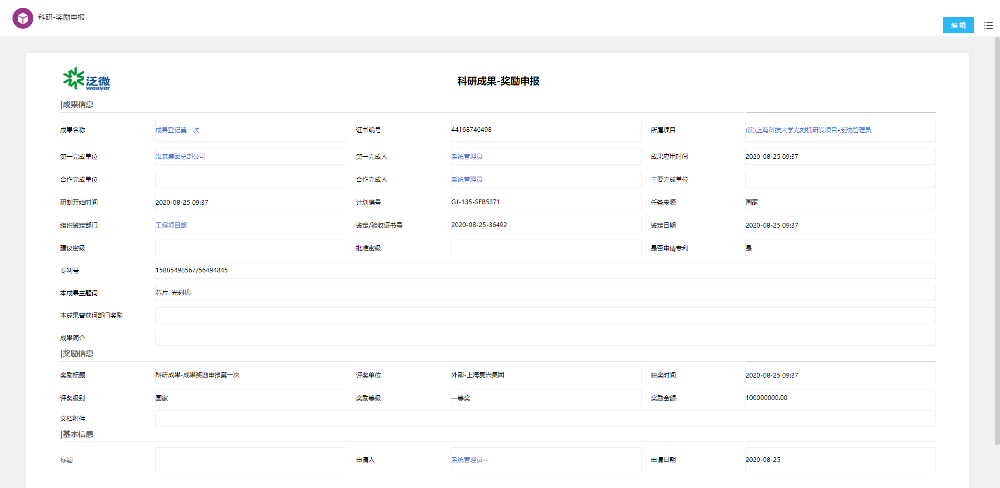 科研-奖励申报
编 辑
泛微
weaver
科研成果-奖励申报
|成果信息
成果名称 成果登记第一次 证书编号 44168746498 所属项目 (演)上海科技大学光刻机研发项目-系统管理员
第一完成单位 维森集团总部公司 第一完成人 系统管理员 成果应用时间 2020-08-25 09:37
合作完成单位 合作完成人 系统管理员 主要完成单位
研制开始时间 2020-08-25 09:37 计划编号 GJ-135-SFB5371 任务来源 国家
组织鉴定部门 工程项目部 鉴定/验收证书号 2020-08-25-36492 鉴定日期 2020-08-25 09:37
建议密级 批准密级 是否申请专利 是
专利号 15885498567/56494845
本成果主题词 芯片 光刻机
本成果曾获何部门奖励
成果简介
|奖励信息
奖励标题 科研成果-成果奖励申报第一次 评奖单位 外部-上海复兴集团 获奖时间 2020-08-25 09:37
评奖级别 国家 奖励等级 一等奖 奖励金额 100000000.00
文档附件
|基本信息
标题 申请人 系统管理员-- 申请日期 2020-08-25